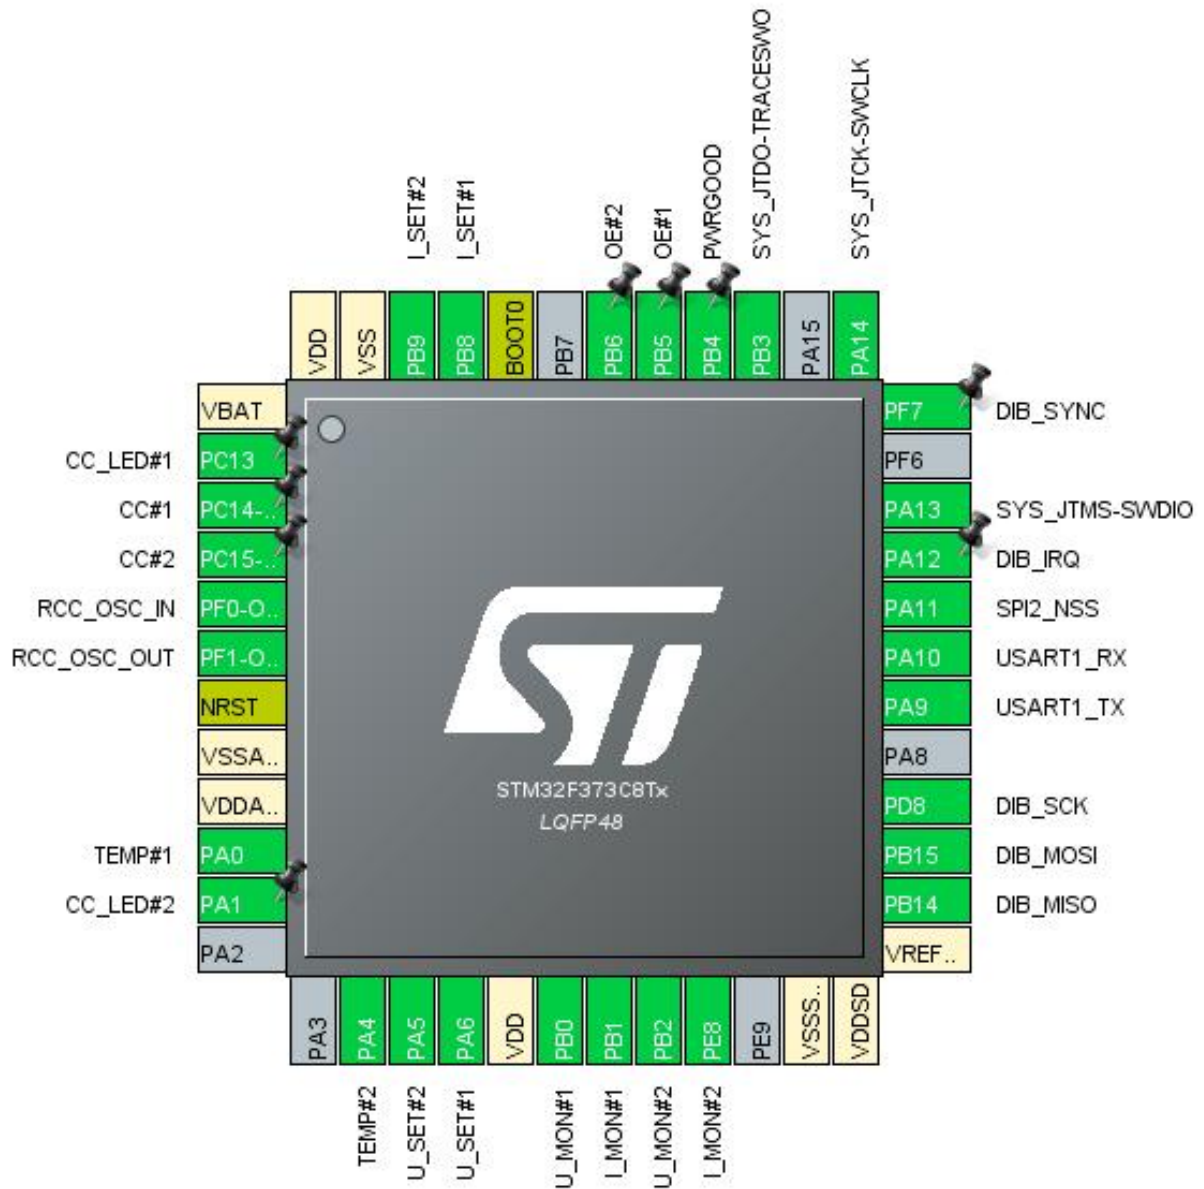 I_SET#2
I_SET#1
OE#2
OE#1
PWRGOOD
SYS_JTDO-TRACESWO
SYS_JTCK-SWCLK
VDD
VSS
PB9
PB8
BOOT0
PB7
PB6
PB5
PB4
PB3
PA15
PA14
VBAT
PF7 DIB_SYNC
CC_LED#1 PC13
PF6
CC#1 PC14-..
PA13 SYS_JTMS-SWDIO
CC#2 PC15-..
PA12 DIB_IRQ
RCC_OSC_IN PF0-O..
PA11 SPI2_NSS
RCC_OSC_OUT PF1-O..
PA10 USART1_RX
NRST
PA9 USART1_TX
VSSA..
PA8
VDDA..
PD8 DIB_SCK
TEMP#1 PA0
PB15 DIB_MOSI
CC_LED#2 PA1
PB14 DIB_MISO
PA2
VREF..
ST
STM32F373C8Tx
LQFP48
PA3
PA4
PA5
PA6
VDD
PB0
PB1
PB2
PE8
PE9
VSSS..
VDDSD
TEMP#2
U_SET#2
U_SET#1
U_MON#1
I_MON#1
U_MON#2
I_MON#2